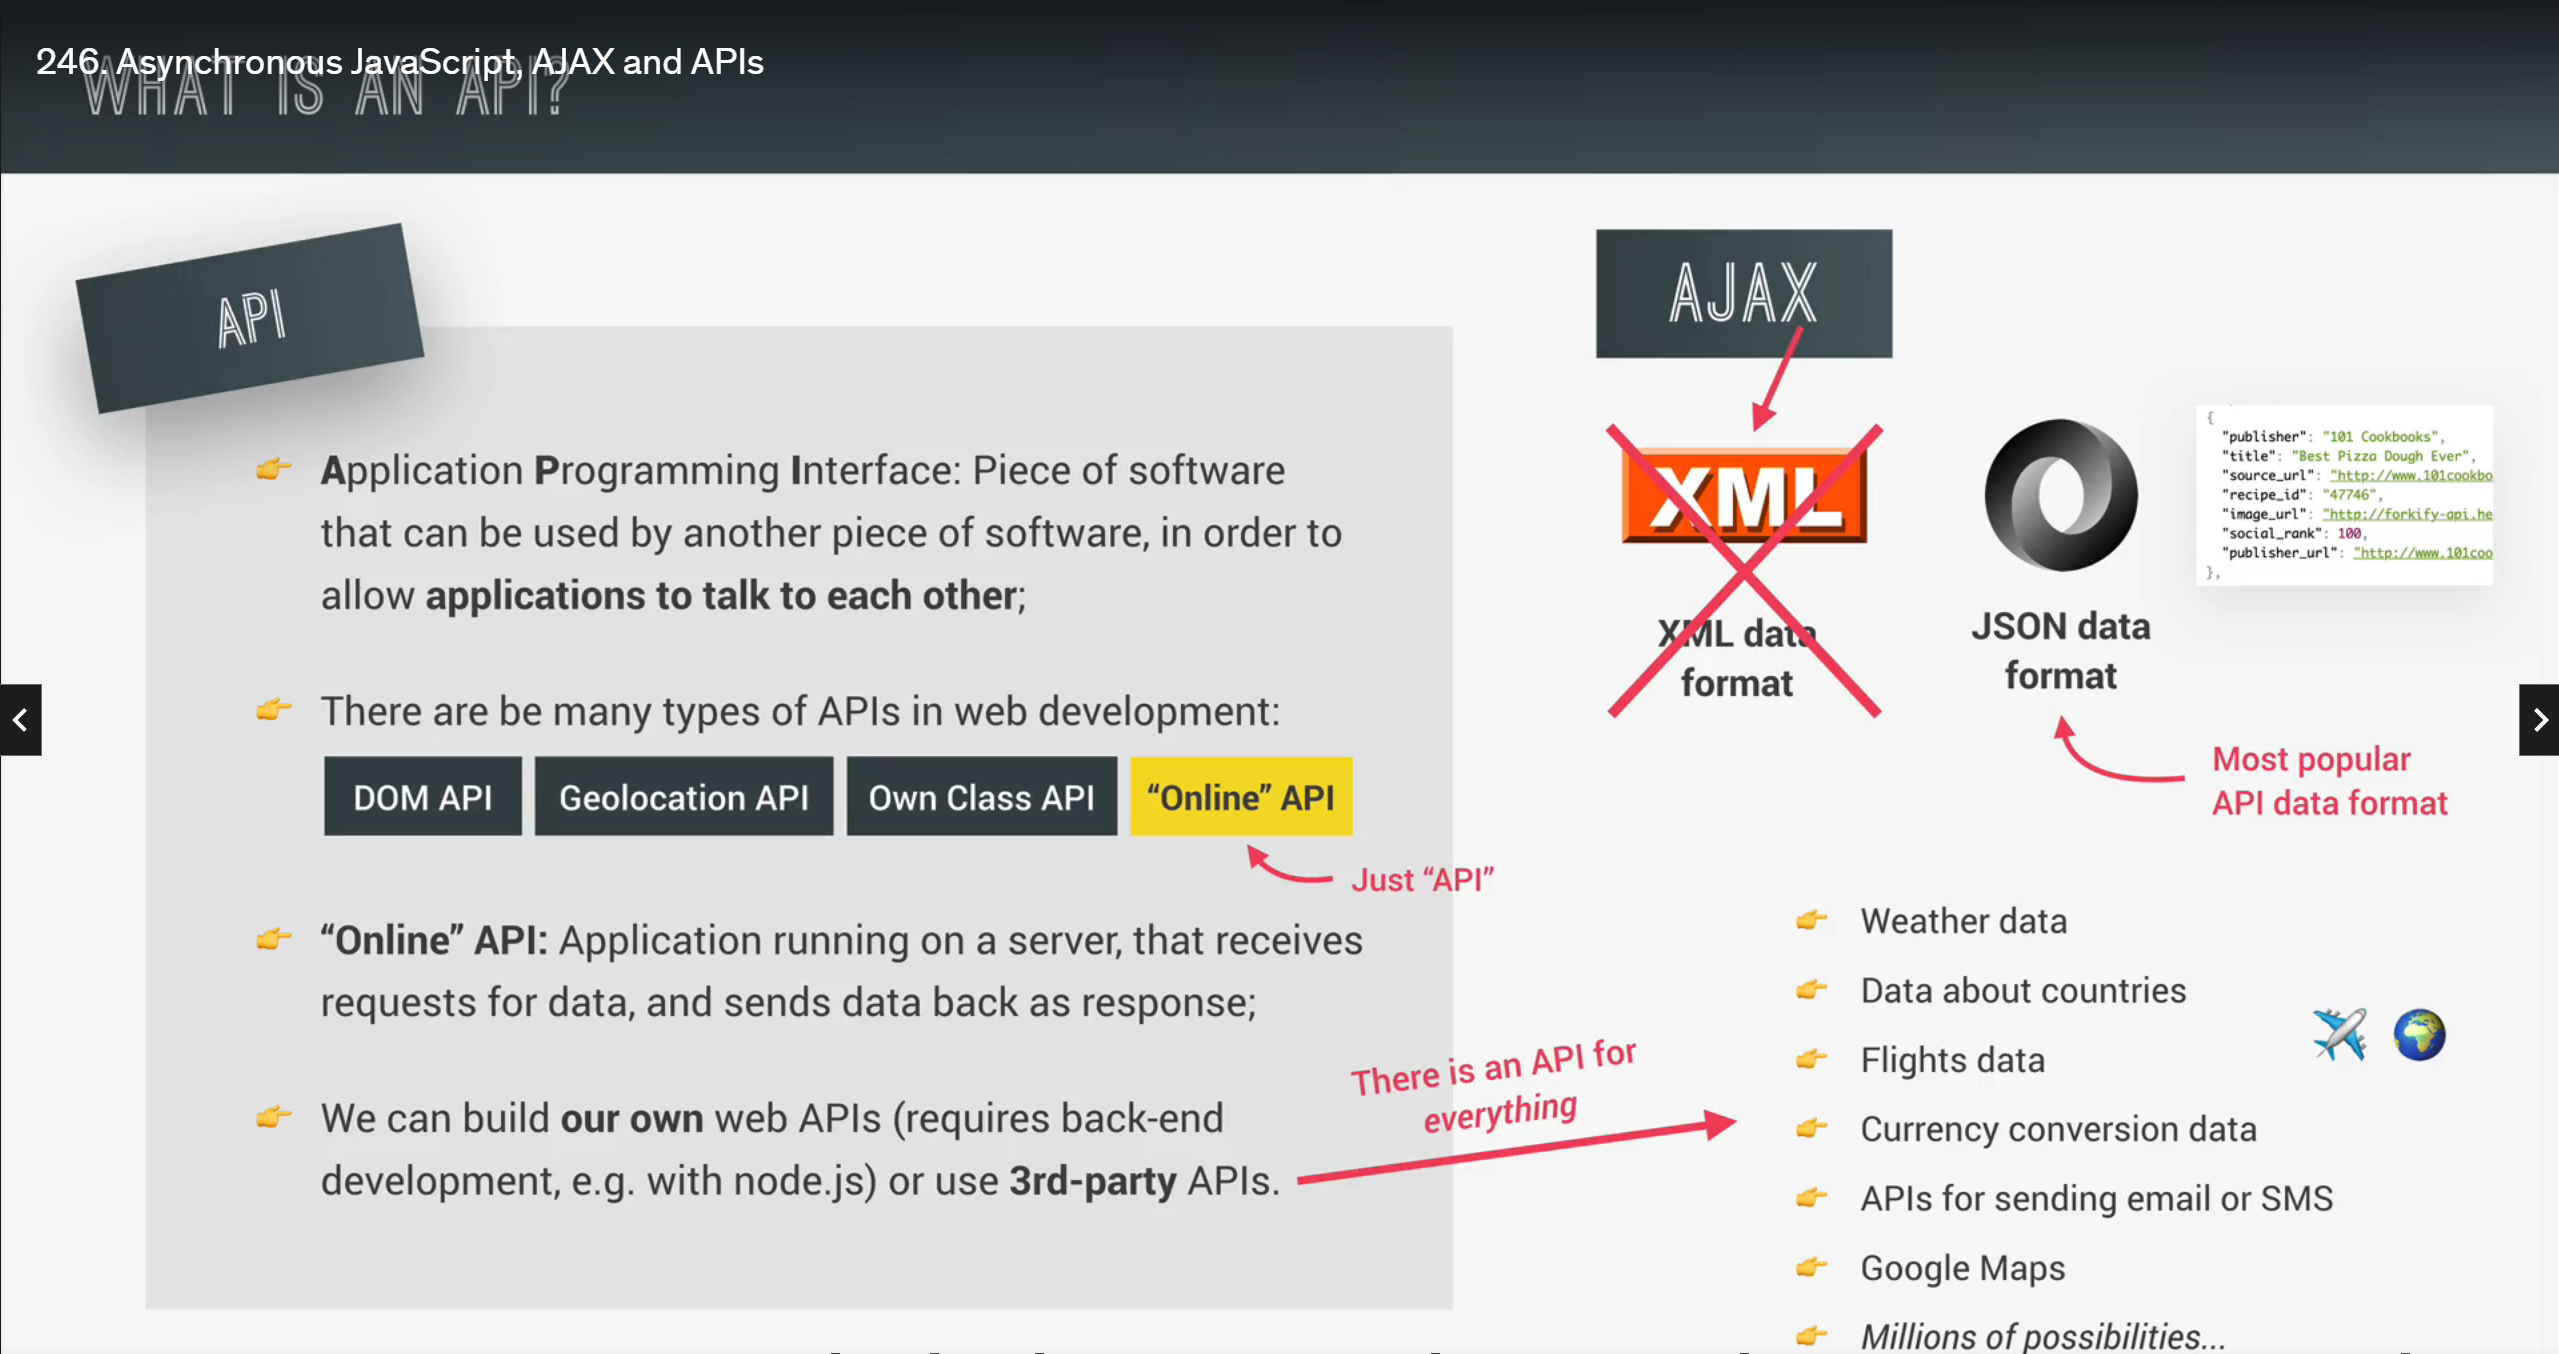 246. Asynchronous JavaScript, AJAX and APIs
WHAT IS AN API?
API
👉 Application Programming Interface: Piece of software
that can be used by another piece of software, in order to
allow applications to talk to each other;
👉 There are be many types of APIs in web development:
DOM API
Geolocation API
Own Class API
“Online” API
Just “API”
👉 “Online” API: Application running on a server, that receives
requests for data, and sends data back as response;
👉 We can build our own web APIs (requires back-end
development, e.g. with node.js) or use 3rd-party APIs.
There is an API for
everything
AJAX
XML
XML data
format
JSON data
format
{
"publisher": "101 Cookbooks",
"title": "Best Pizza Dough Ever",
"source_url": "http://www.101cookbo
"recipe_id": "47746",
"image_url": "http://forkify-api.he
"social_rank": 100,
"publisher_url": "http://www.101coo
},
Most popular
API data format
👉 Weather data
👉 Data about countries
👉 Flights data
👉 Currency conversion data
👉 APIs for sending email or SMS
👉 Google Maps
👉 Millions of possibilities...